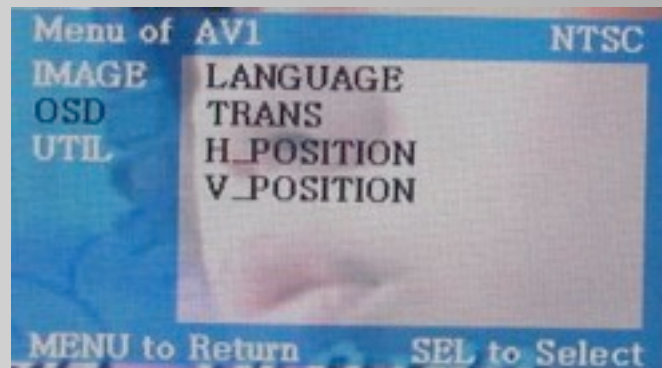 Menu of AV1 NTSC
IMAGE LANGUAGE
OSD TRANS
UTIL H_POSITION
V_POSITION
MENU to Return SEL to Select